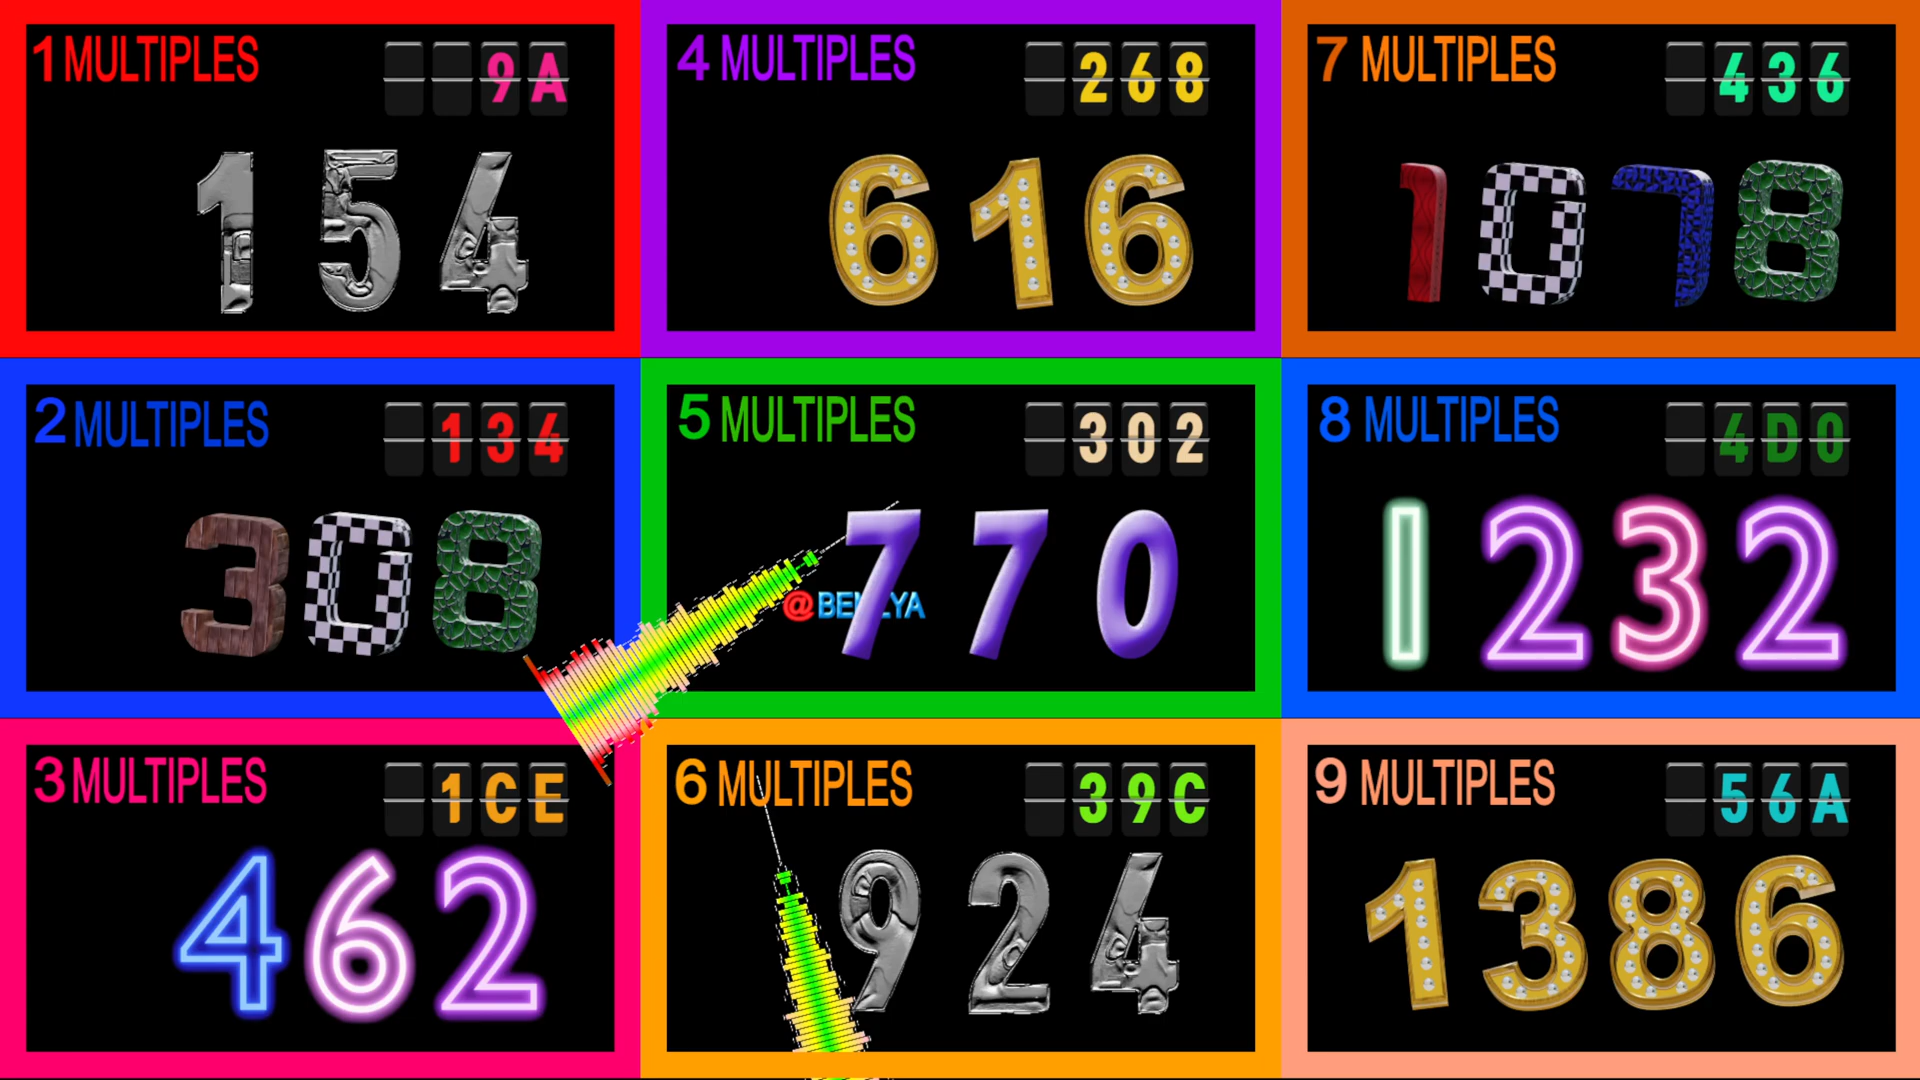 1 MULTIPLES
9A
154
4 MULTIPLES
268
616
7 MULTIPLES
436
1078
2 MULTIPLES
134
308
5 MULTIPLES
302
770
8 MULTIPLES
4D0
1232
3 MULTIPLES
1CE
462
6 MULTIPLES
39C
924
9 MULTIPLES
56A
1386